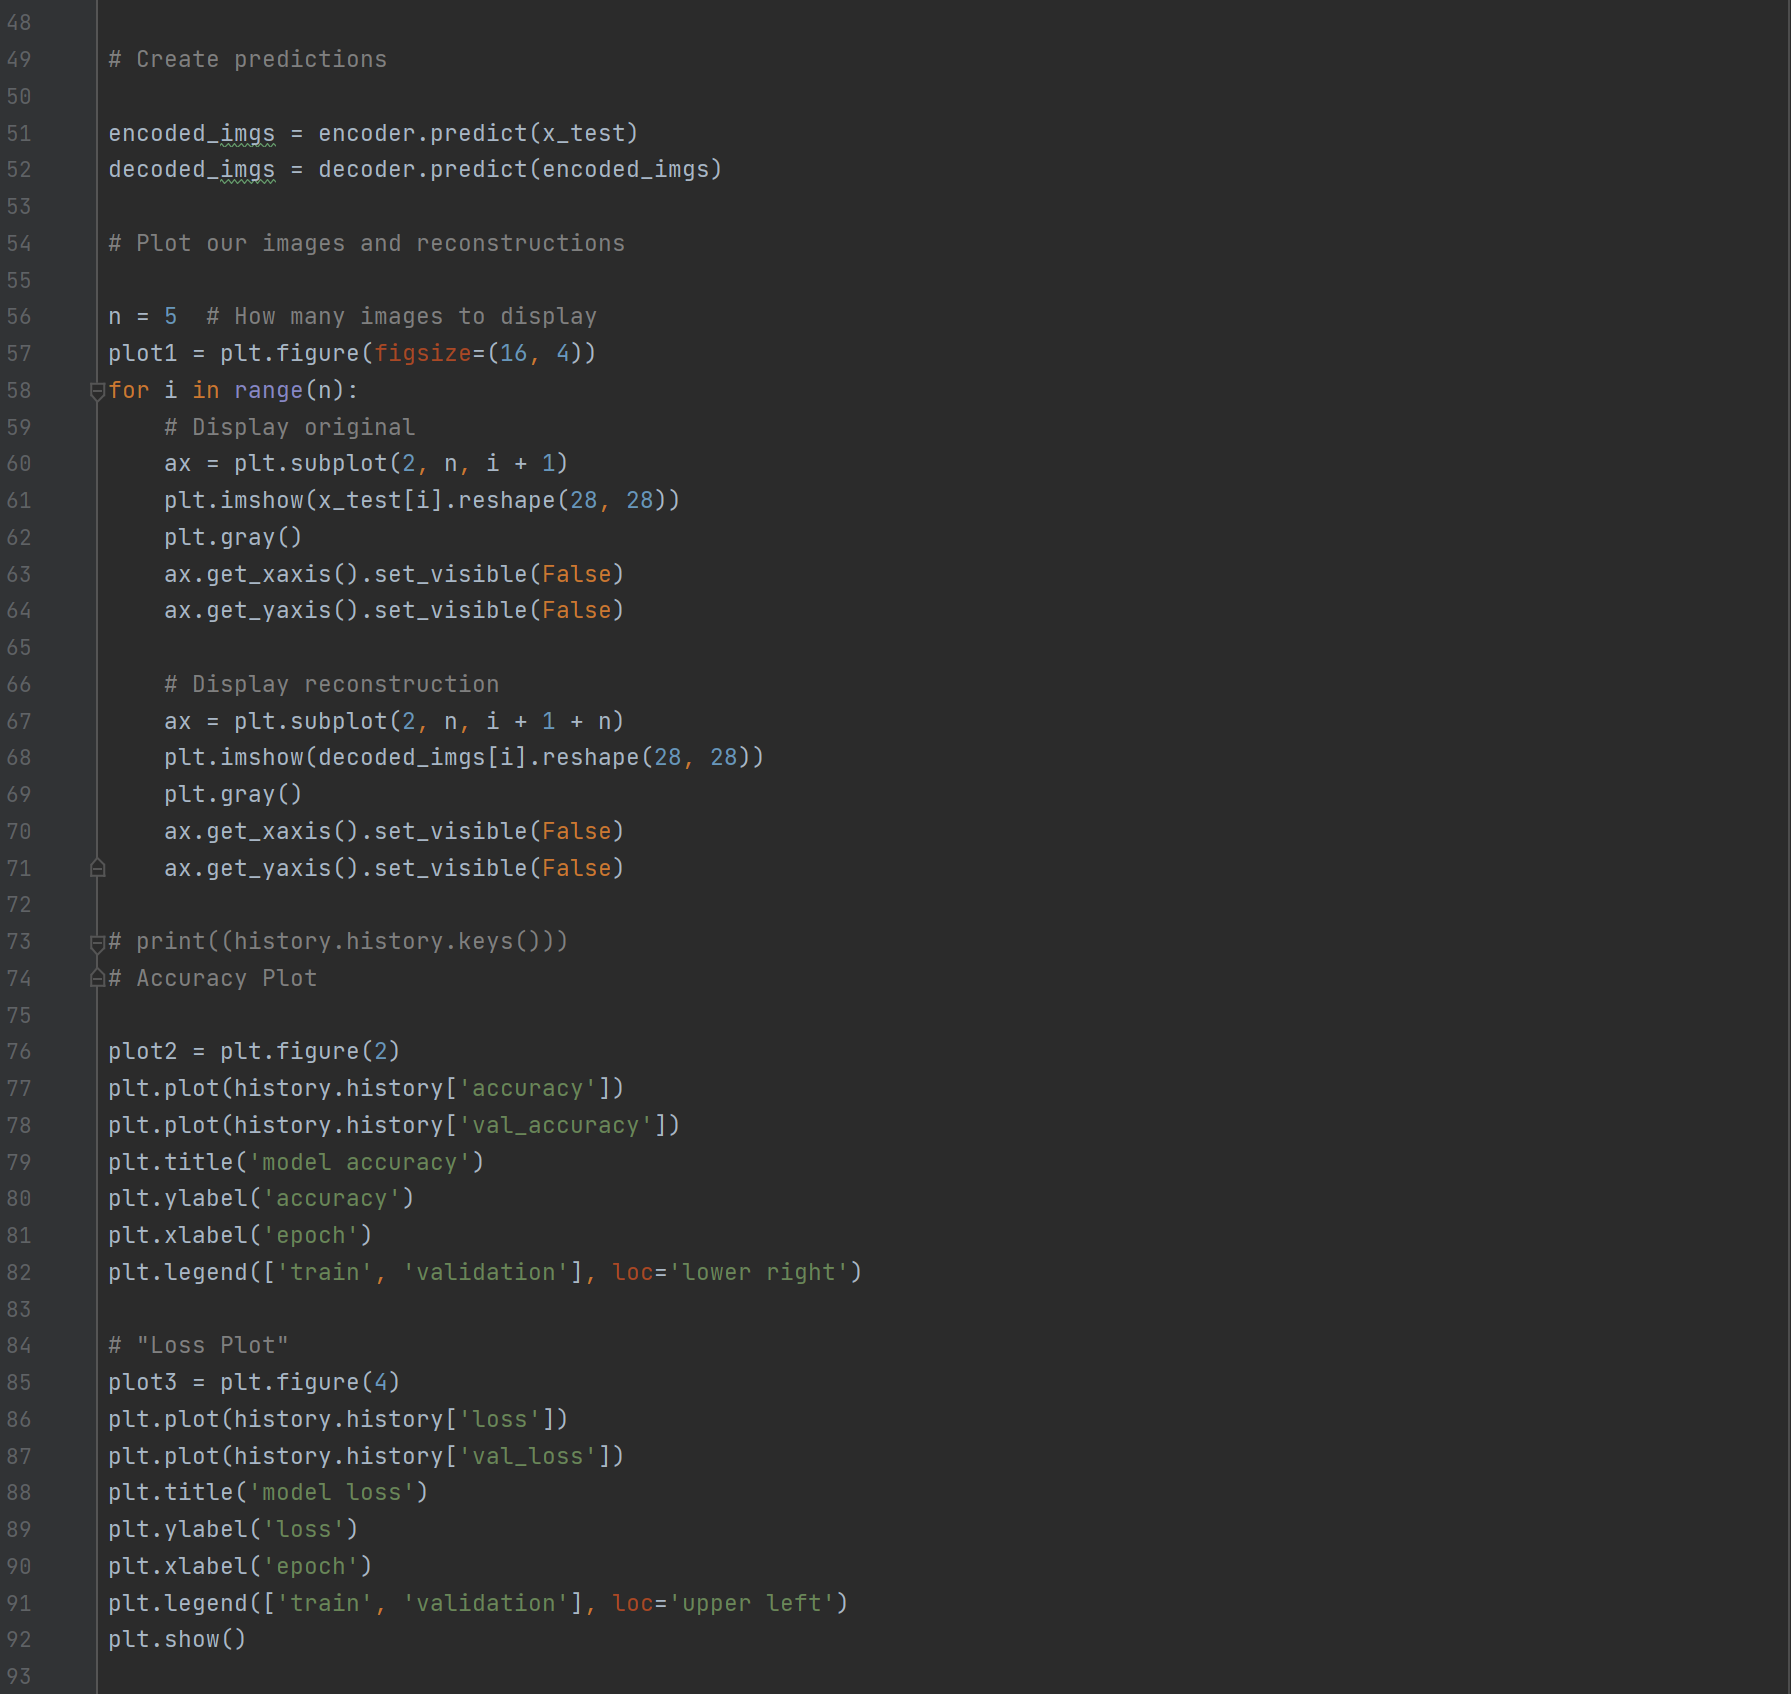 48
49 # Create predictions
50
51 encoded_imgs = encoder.predict(x_test)
52 decoded_imgs = decoder.predict(encoded_imgs)
53
54 # Plot our images and reconstructions
55
56 n = 5  # How many images to display
57 plot1 = plt.figure(figsize=(16, 4))
58 for i in range(n):
59     # Display original
60     ax = plt.subplot(2, n, i + 1)
61     plt.imshow(x_test[i].reshape(28, 28))
62     plt.gray()
63     ax.get_xaxis().set_visible(False)
64     ax.get_yaxis().set_visible(False)
65
66     # Display reconstruction
67     ax = plt.subplot(2, n, i + 1 + n)
68     plt.imshow(decoded_imgs[i].reshape(28, 28))
69     plt.gray()
70     ax.get_xaxis().set_visible(False)
71     ax.get_yaxis().set_visible(False)
72
73 # print((history.history.keys()))
74 # Accuracy Plot
75
76 plot2 = plt.figure(2)
77 plt.plot(history.history['accuracy'])
78 plt.plot(history.history['val_accuracy'])
79 plt.title('model accuracy')
80 plt.ylabel('accuracy')
81 plt.xlabel('epoch')
82 plt.legend(['train', 'validation'], loc='lower right')
83
84 # "Loss Plot"
85 plot3 = plt.figure(4)
86 plt.plot(history.history['loss'])
87 plt.plot(history.history['val_loss'])
88 plt.title('model loss')
89 plt.ylabel('loss')
90 plt.xlabel('epoch')
91 plt.legend(['train', 'validation'], loc='upper left')
92 plt.show()
93